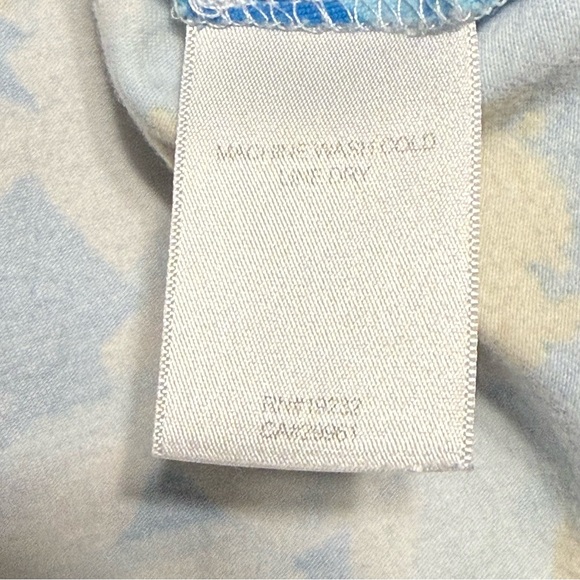 MACHINE WASH COLD
LINE DRY
RN#19232
CA#29961